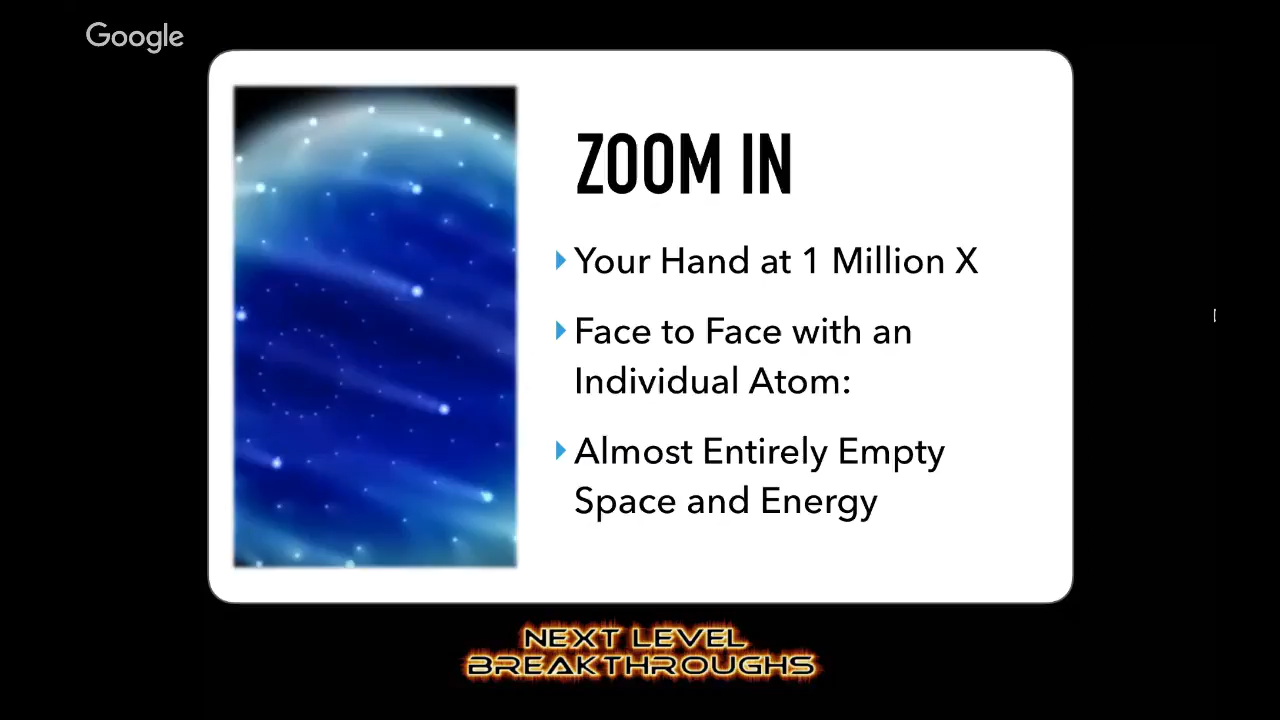 Google
ZOOM IN
Your Hand at 1 Million X
Face to Face with an
Individual Atom:
Almost Entirely Empty
Space and Energy
NEXT LEVEL
BREAKTHROUGHS